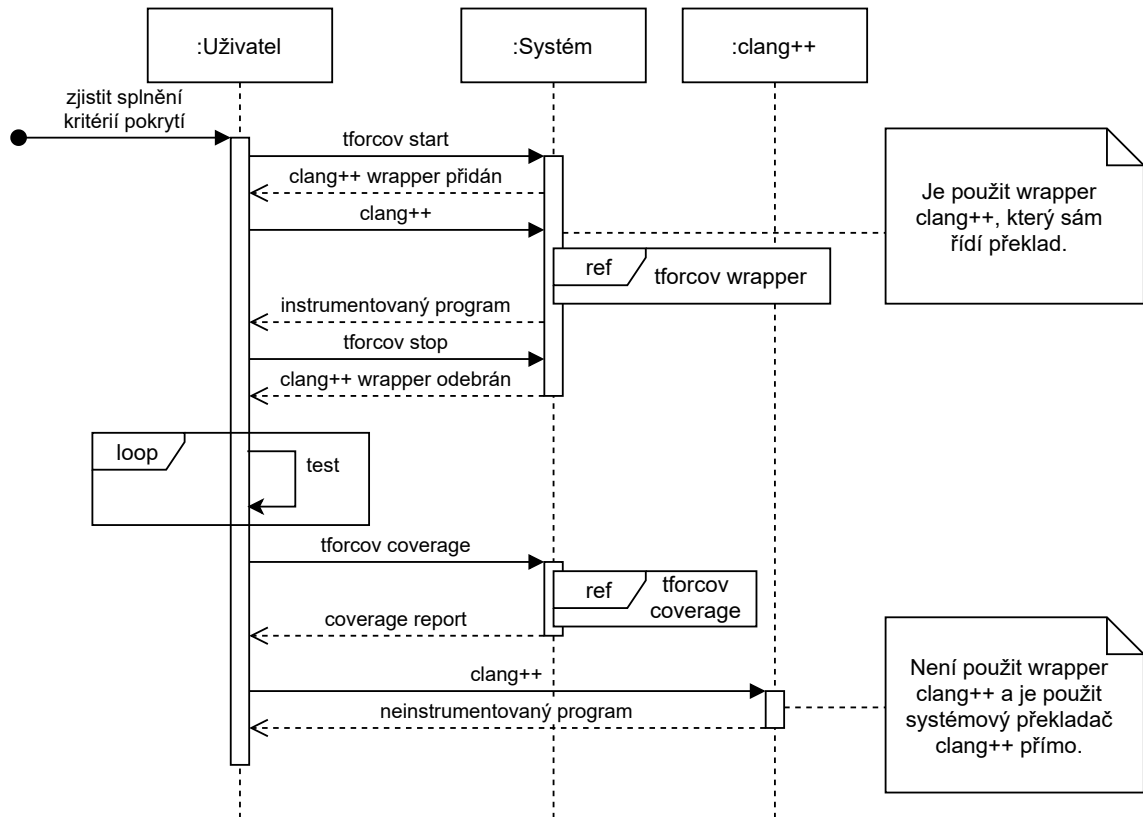 :Uživatel
:Systém
:clang++
zjistit splnění
kritérií pokrytí
tforcov start
clang++ wrapper přidán
clang++
Je použit wrapper
clang++, který sám
řídí překlad.
ref
tforcov wrapper
instrumentovaný program
tforcov stop
clang++ wrapper odebrán
loop
test
tforcov coverage
ref
tforcov
coverage
coverage report
clang++
neinstrumentovaný program
Není použit wrapper
clang++ a je použit
systémový překladač
clang++ přímo.